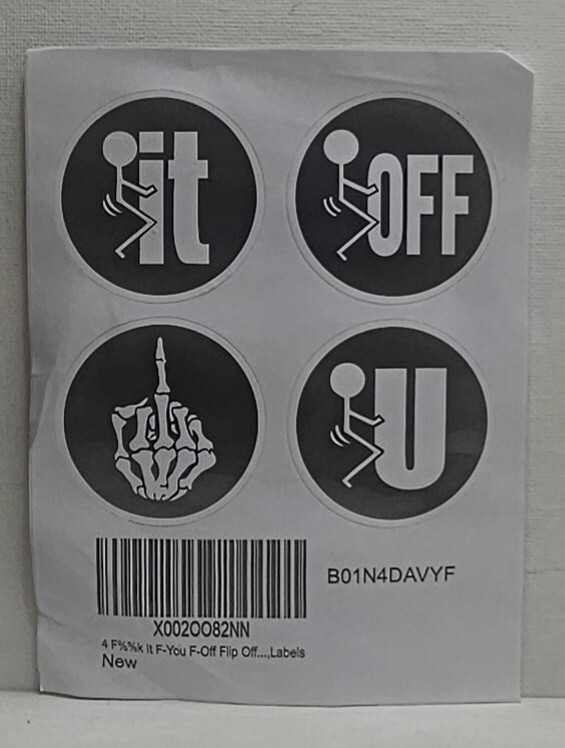 it
OFF
U
X002OO82NN
B01N4DAVYF
4 F%%k It F-You F-Off Flip Off...,Labels
New